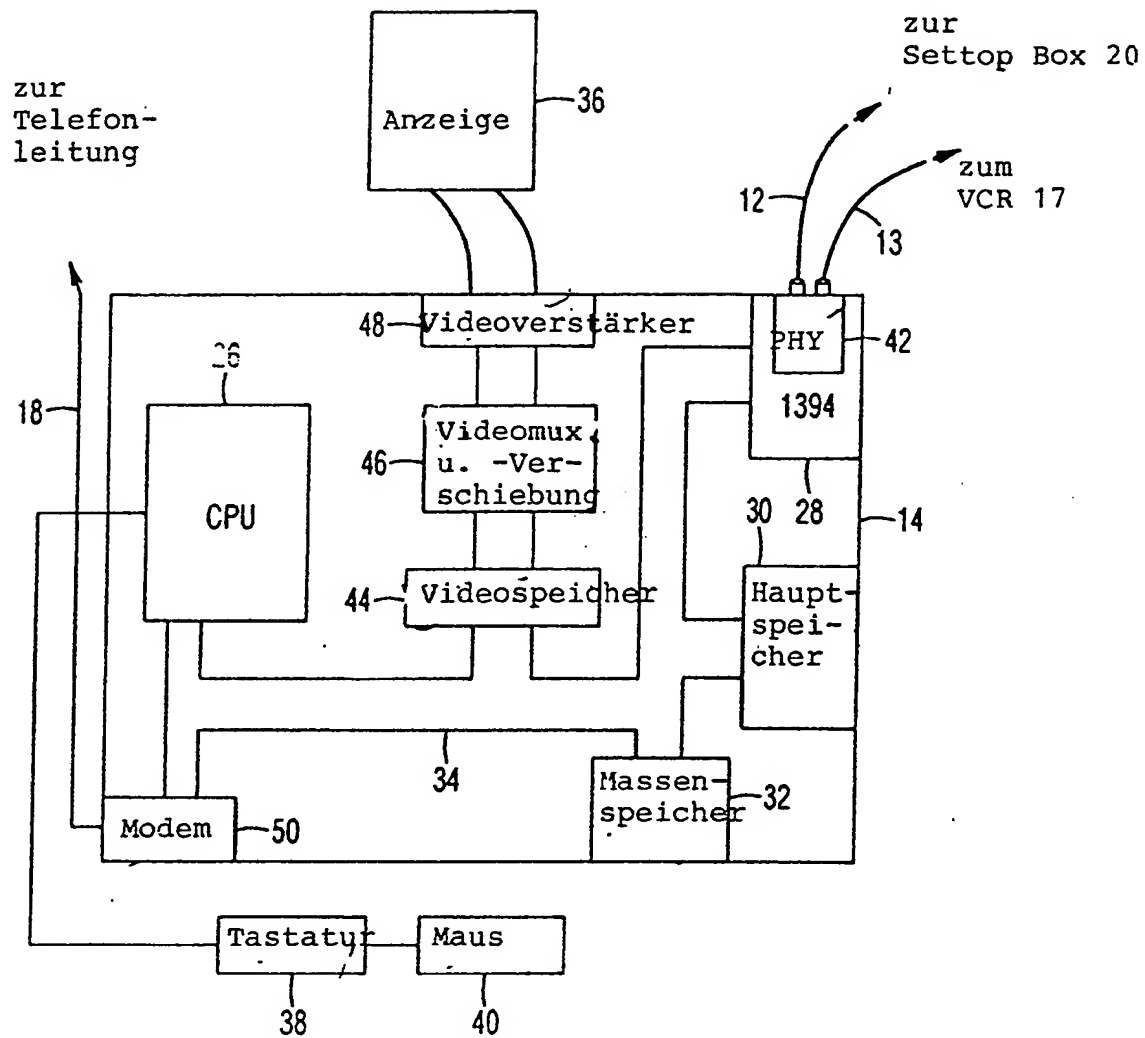 zur
Settop Box 20
zur
Telefon-
leitung
Anzeige
36
12
zum
VCR 17
13
48
Videoverstärker
PHY
42
26
18
1394
Videomux
u. -Ver-
schiebung
46
CPU
30
28
14
44
Videospeicher
Haupt-
spei-
cher
34
Massen-
speicher
32
Modem
50
Tastatur
Maus
38
40